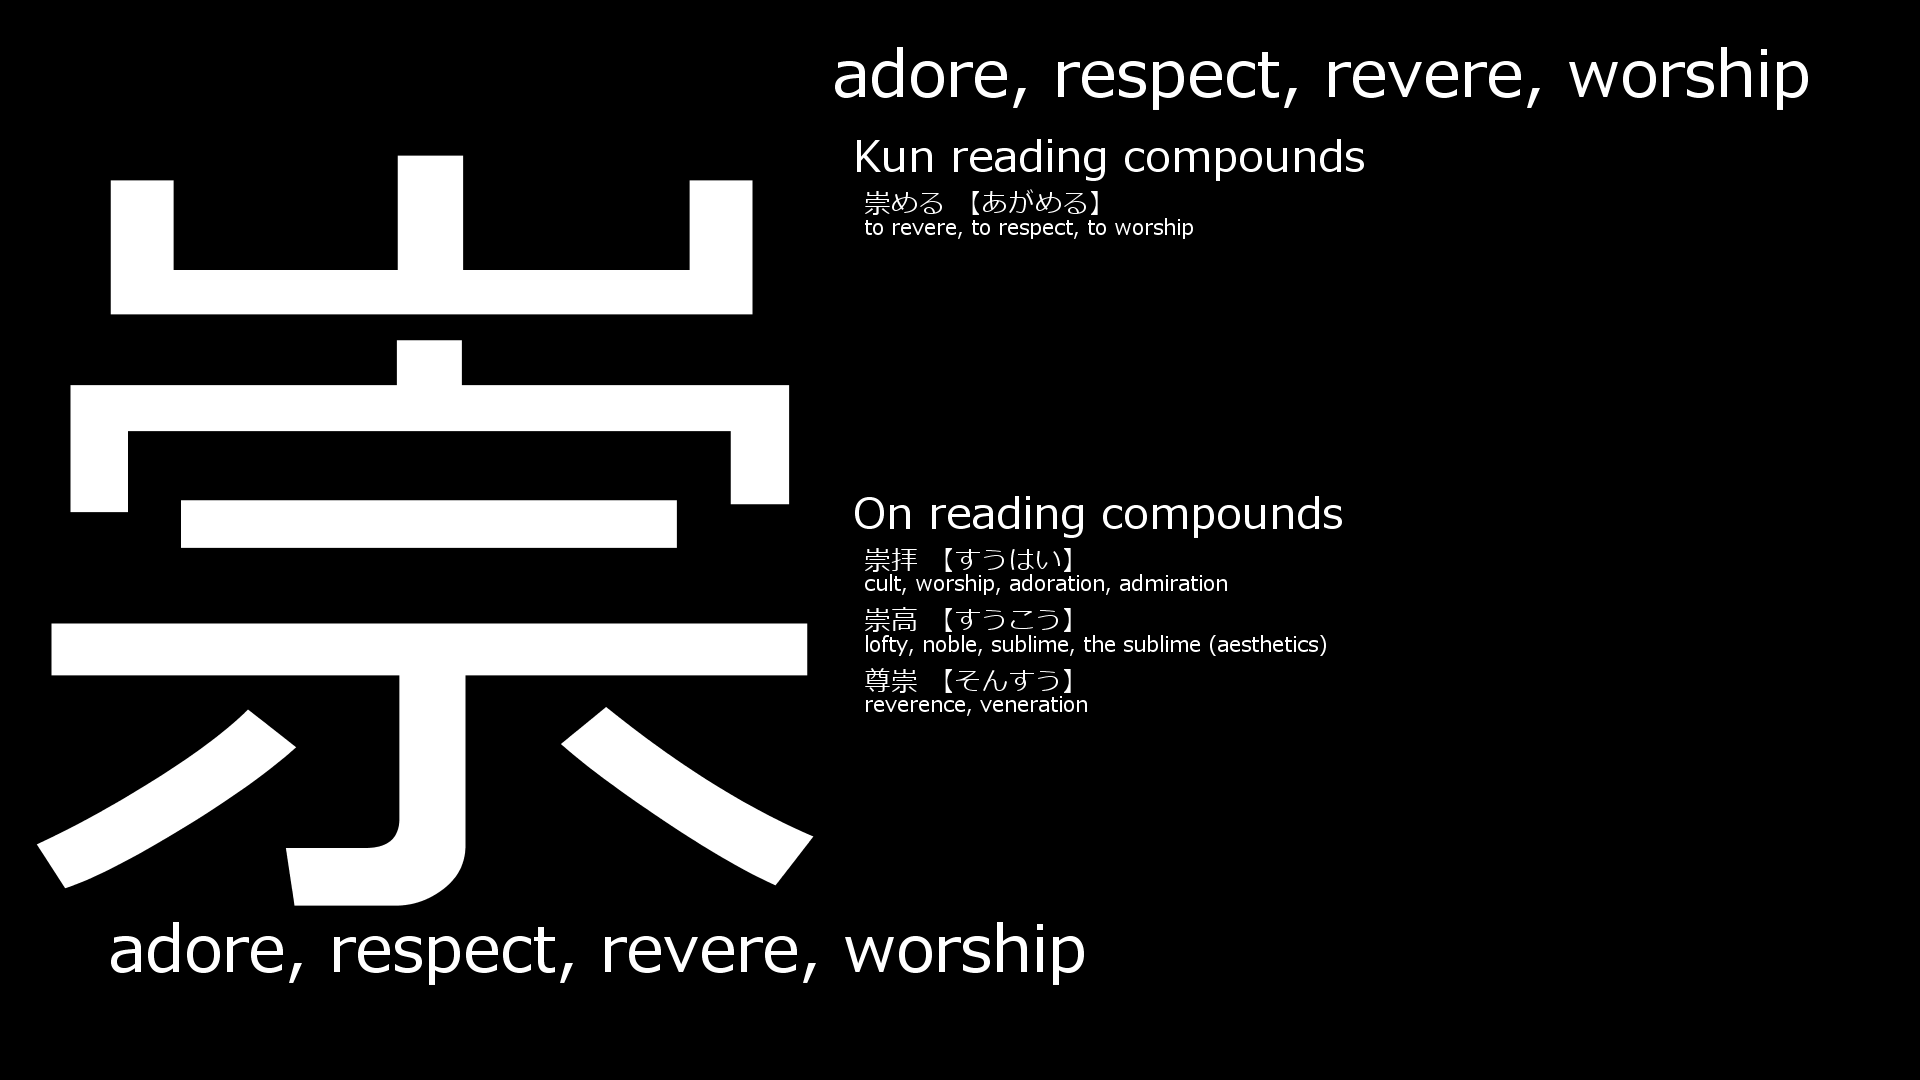 崇
adore, respect, revere, worship
adore, respect, revere, worship
Kun reading compounds
崇める 【あがめる】
to revere, to respect, to worship
On reading compounds
崇拝 【すうはい】
cult, worship, adoration, admiration
崇高 【すうこう】
lofty, noble, sublime, the sublime (aesthetics)
尊崇 【そんすう】
reverence, veneration